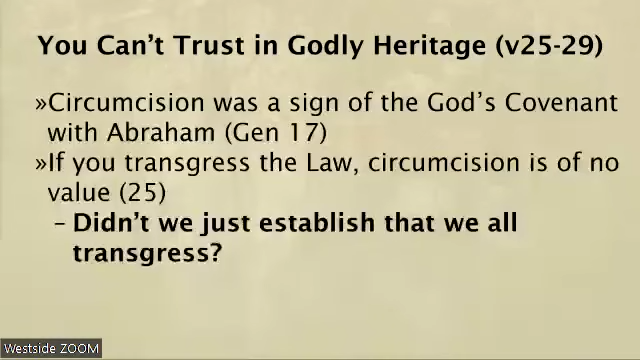 You Can't Trust in Godly Heritage (v25-29)
»Circumcision was a sign of the God's Covenant
with Abraham (Gen 17)
»If you transgress the Law, circumcision is of no
value (25)
– Didn't we just establish that we all
transgress?
Westside ZOOM